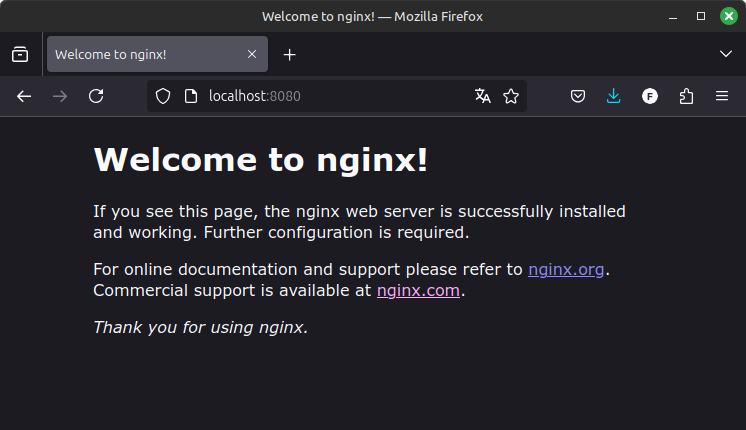 Welcome to nginx! — Mozilla Firefox
Welcome to nginx!
localhost:8080
F
Welcome to nginx!
If you see this page, the nginx web server is successfully installed
and working. Further configuration is required.
For online documentation and support please refer to nginx.org.
Commercial support is available at nginx.com.
Thank you for using nginx.